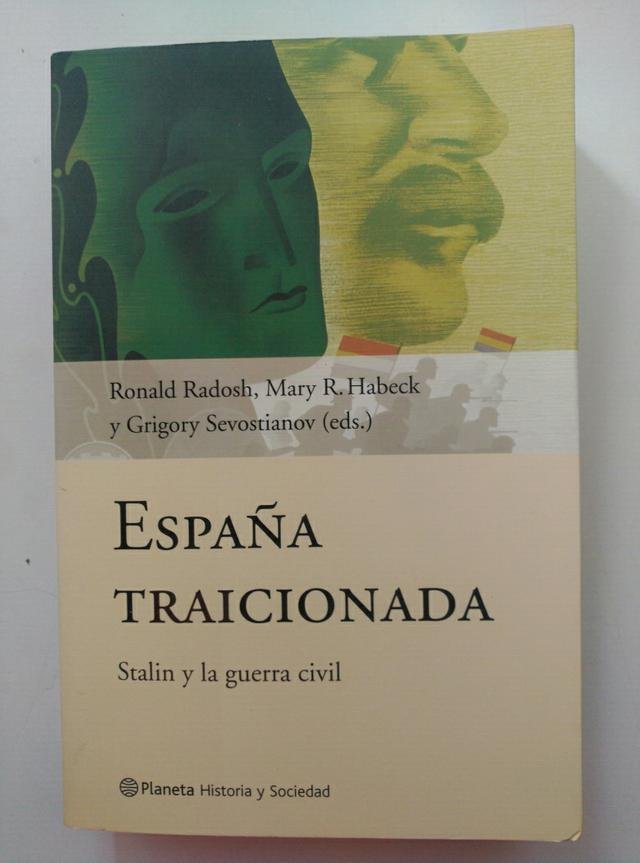 Ronald Radosh, Mary R. Habeck
y Grigory Sevostianov (eds.)
España
traicionada
Stalin y la guerra civil
Planeta Historia y Sociedad